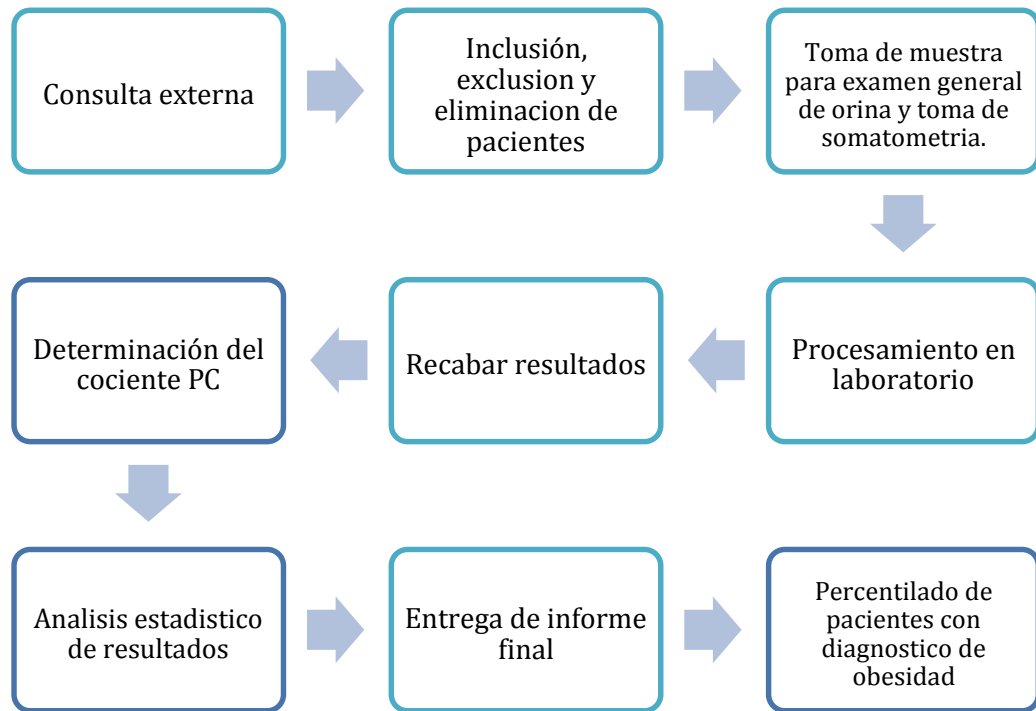 Consulta externa
Inclusión,
exclusion y
eliminacion de
pacientes
Toma de muestra
para examen general
de orina y toma de
somatometria.
Procesamiento en
laboratorio
Recabar resultados
Determinación del
cociente PC
Analisis estadistico
de resultados
Entrega de informe
final
Percentilado de
pacientes con
diagnostico de
obesidad